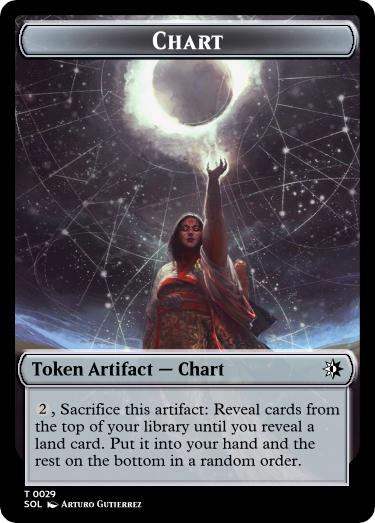 Chart
Token Artifact — Chart
2, Sacrifice this artifact: Reveal cards from
the top of your library until you reveal a
land card. Put it into your hand and the
rest on the bottom in a random order.
T 0029
SOL Arturo Gutierrez